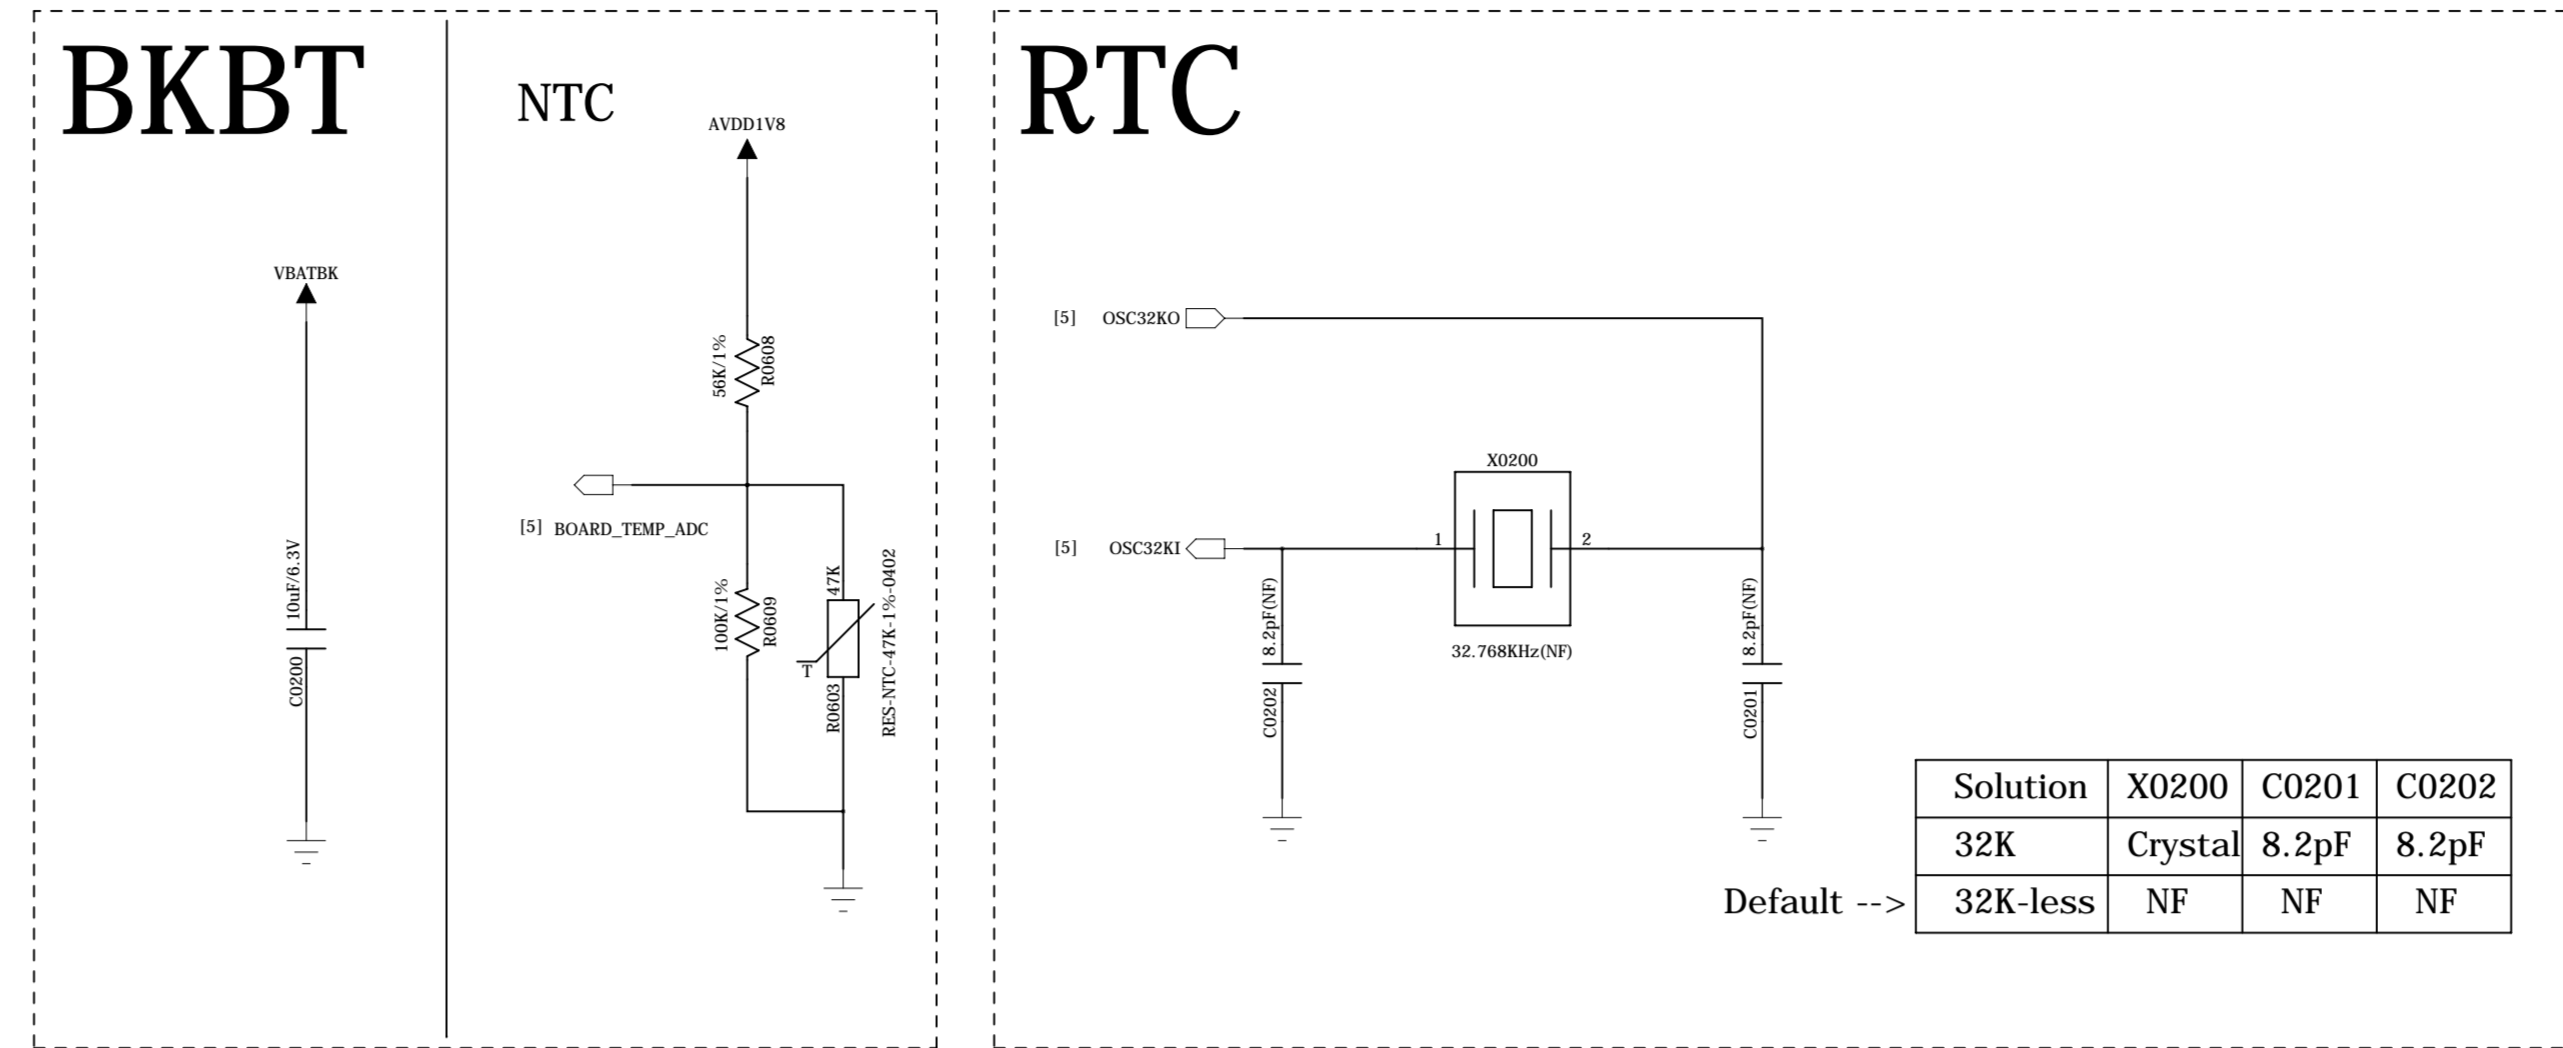 BKBT
VBATBK
10uF/6.3V
C0200
NTC
AVDD1V8
56K/1%
R0608
[5] BOARD_TEMP_ADC
100K/1%
R0609
47K
T
R0603
RES-NTC-47K-1%-0402
RTC
[5] OSC32KO
X0200
[5] OSC32KI
1
2
32.768KHz(NF)
8.2pF(NF)
C0202
8.2pF(NF)
C0201
Solution X0200 C0201 C0202
32K Crystal 8.2pF 8.2pF
Default --> 32K-less NF NF NF